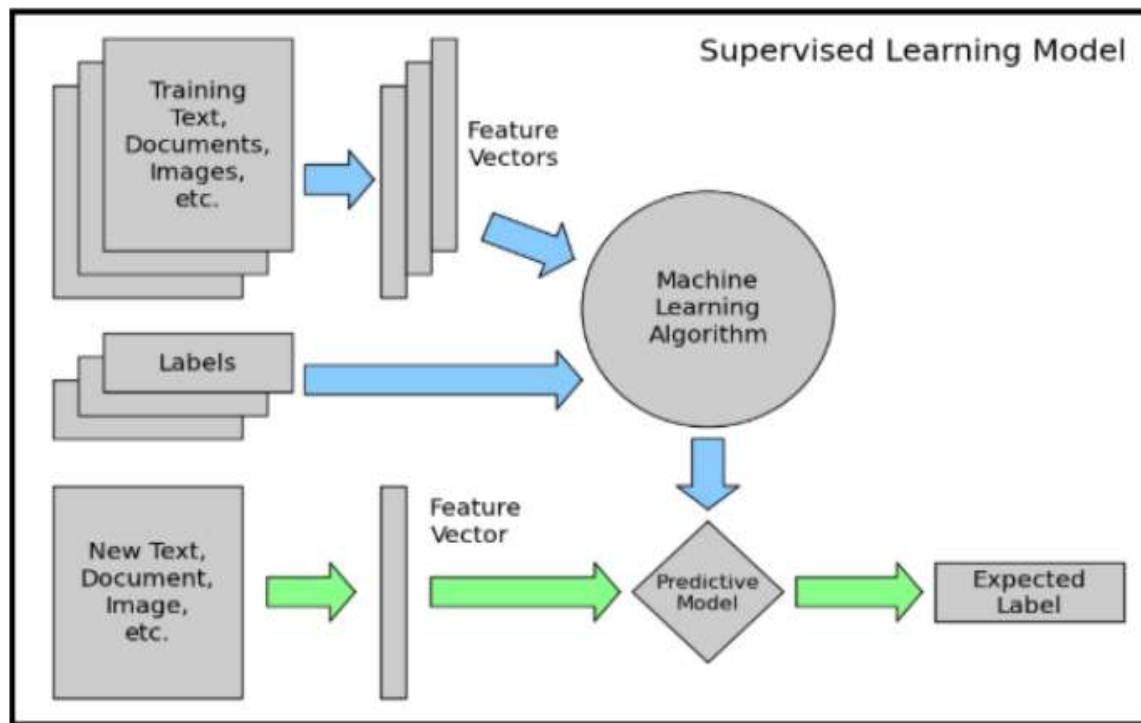 Supervised Learning Model
Training
Text,
Documents,
Images,
etc.
Feature
Vectors
Machine
Learning
Algorithm
Labels
New Text,
Document,
Image,
etc.
Feature
Vector
Predictive
Model
Expected
Label